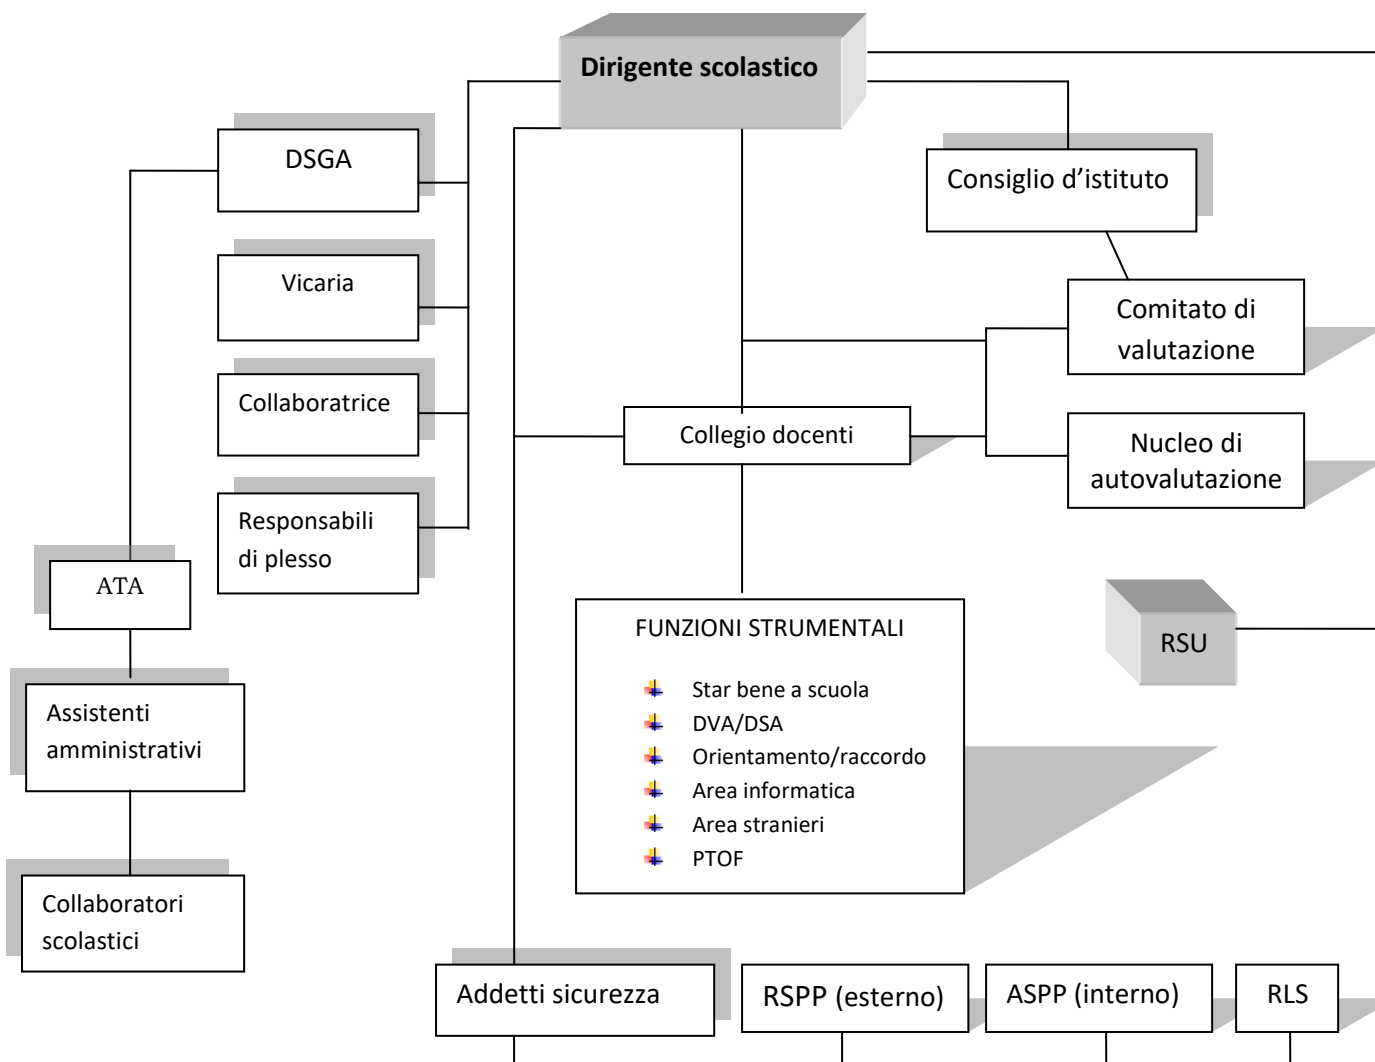 Dirigente scolastico
DSGA
Consiglio d’istituto
Vicaria
Comitato di
valutazione
Collaboratrice
Collegio docenti
Nucleo di
autovalutazione
Responsabili
di plesso
ATA
FUNZIONI STRUMENTALI
Star bene a scuola
DVA/DSA
Orientamento/raccordo
Area informatica
Area stranieri
PTOF
RSU
Assistenti
amministrativi
Collaboratori
scolastici
Addetti sicurezza
RSPP (esterno)
ASPP (interno)
RLS